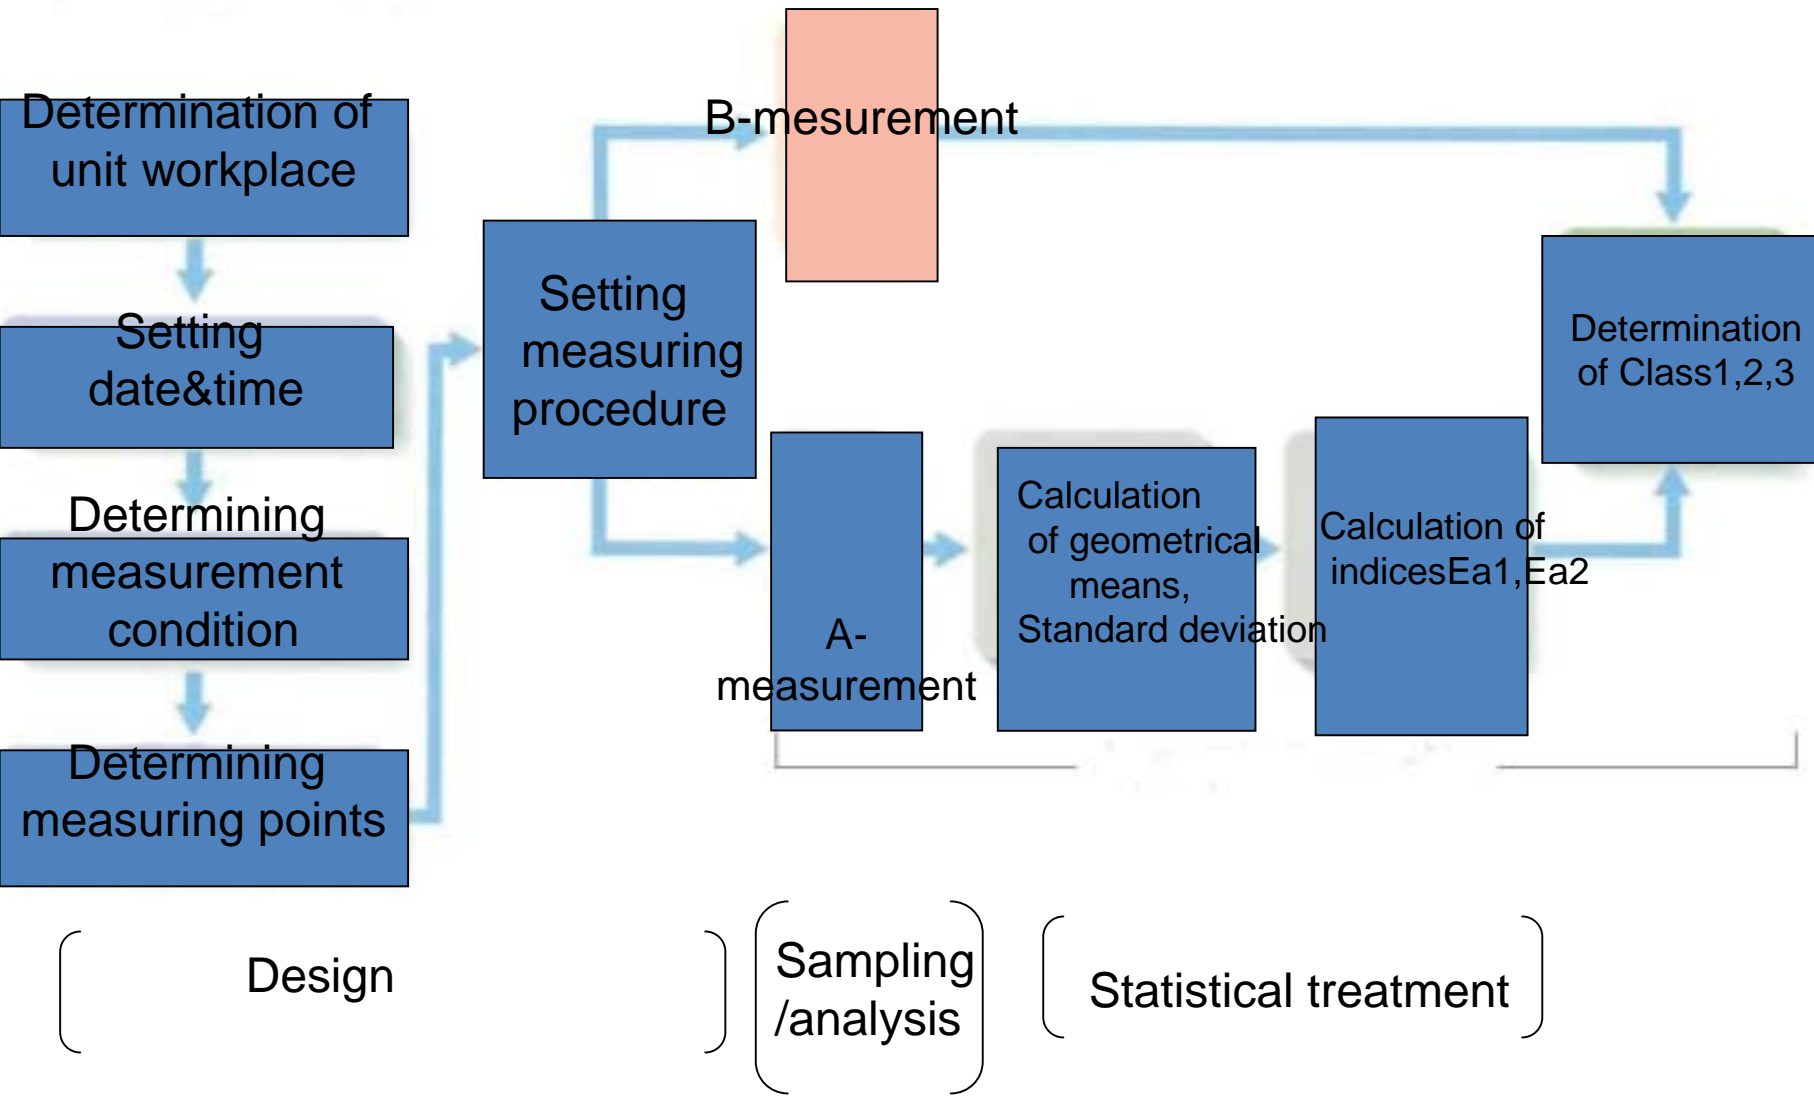 Determination of
unit workplace
Setting
date&time
Determining
measurement
condition
Determining
measuring points
Setting
measuring
procedure
B-mesurement
A-
measurement
Calculation
of geometrical
means,
Standard deviation
Calculation of
indicesEa1,Ea2
Determination
of Class1,2,3
Design
Sampling
/analysis
Statistical treatment